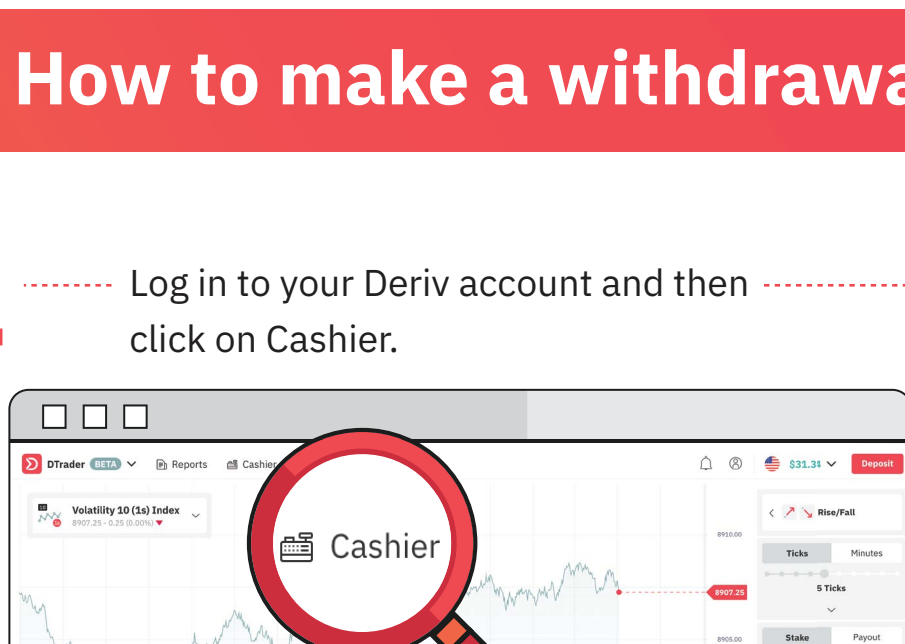 How to make a withdrawa
Log in to your Deriv account and then
click on Cashier.
DTrader BETA Reports Cashier $31.34 Deposit
Volatility 10 (1s) Index
8907.25 - 0.25 (0.00%)
Cashier
Rise/Fall
8910.00
Ticks Minutes
8907.25
5 Ticks
8905.00
Stake Payout